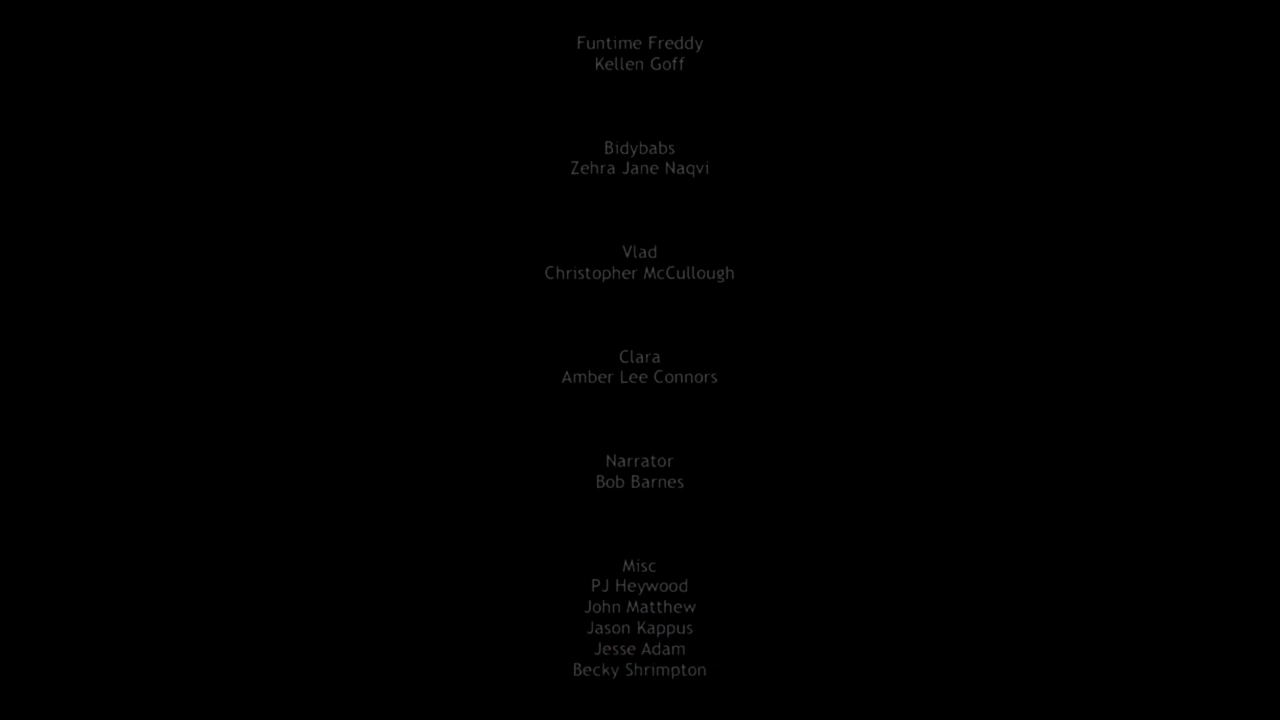 Funtime Freddy
Kellen Goff
Bidybabs
Zehra Jane Naqvi
Vlad
Christopher McCullough
Clara
Amber Lee Connors
Narrator
Bob Barnes
Misc
PJ Heywood
John Matthew
Jason Kappus
Jesse Adam
Becky Shrimpton